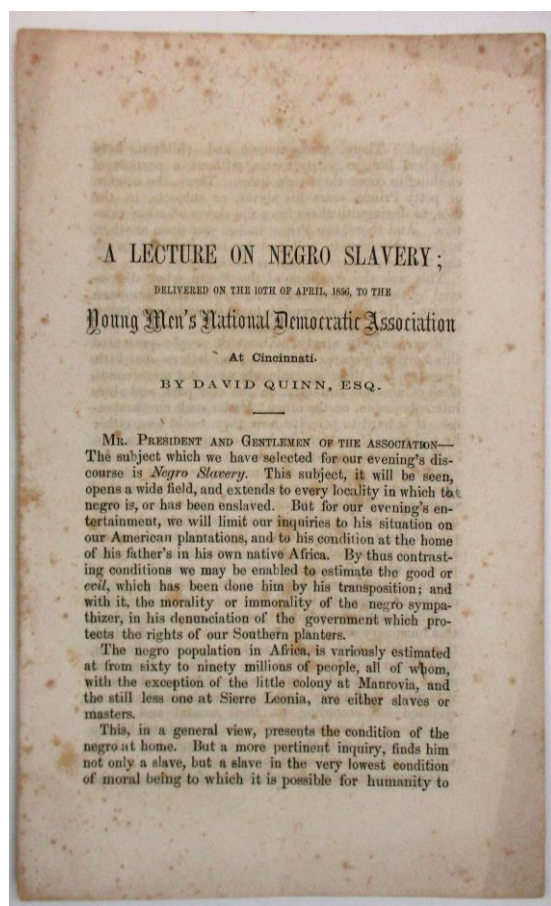 A LECTURE ON NEGRO SLAVERY;
DELIVERED ON THE 10TH OF APRIL, 1856, TO THE
Young Men's National Democratic Association
At Cincinnati.
BY DAVID QUINN, ESQ.
MR. PRESIDENT AND GENTLEMEN OF THE ASSOCIATION—
The subject which we have selected for our evening's dis-
course is Negro Slavery. This subject, it will be seen,
opens a wide field, and extends to every locality in which the
negro is, or has been enslaved. But for our evening's en-
tertainment, we will limit our inquiries to his situation on
our American plantations, and to his condition at the home
of his father's in his own native Africa. By thus contrast-
ing conditions we may be enabled to estimate the good or
evil, which has been done him by his transposition; and
with it, the morality or immorality of the negro sympa-
thizer, in his denunciation of the government which pro-
tects the rights of our Southern planters.
The negro population in Africa, is variously estimated
at from sixty to ninety millions of people, all of whom,
with the exception of the little colony at Manrovia, and
the still less one at Sierre Leonia, are either slaves or
masters.
This, in a general view, presents the condition of the
negro at home. But a more pertinent inquiry, finds him
not only a slave, but a slave in the very lowest condition
of moral being to which it is possible for humanity to